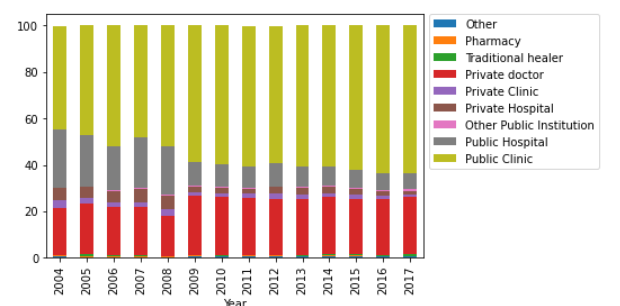 100
80
60
40
20
0
2004
2005
2006
2007
2008
2009
2010
2011
2012
2013
2014
2015
2016
2017
Year
Other
Pharmacy
Traditional healer
Private doctor
Private Clinic
Private Hospital
Other Public Institution
Public Hospital
Public Clinic